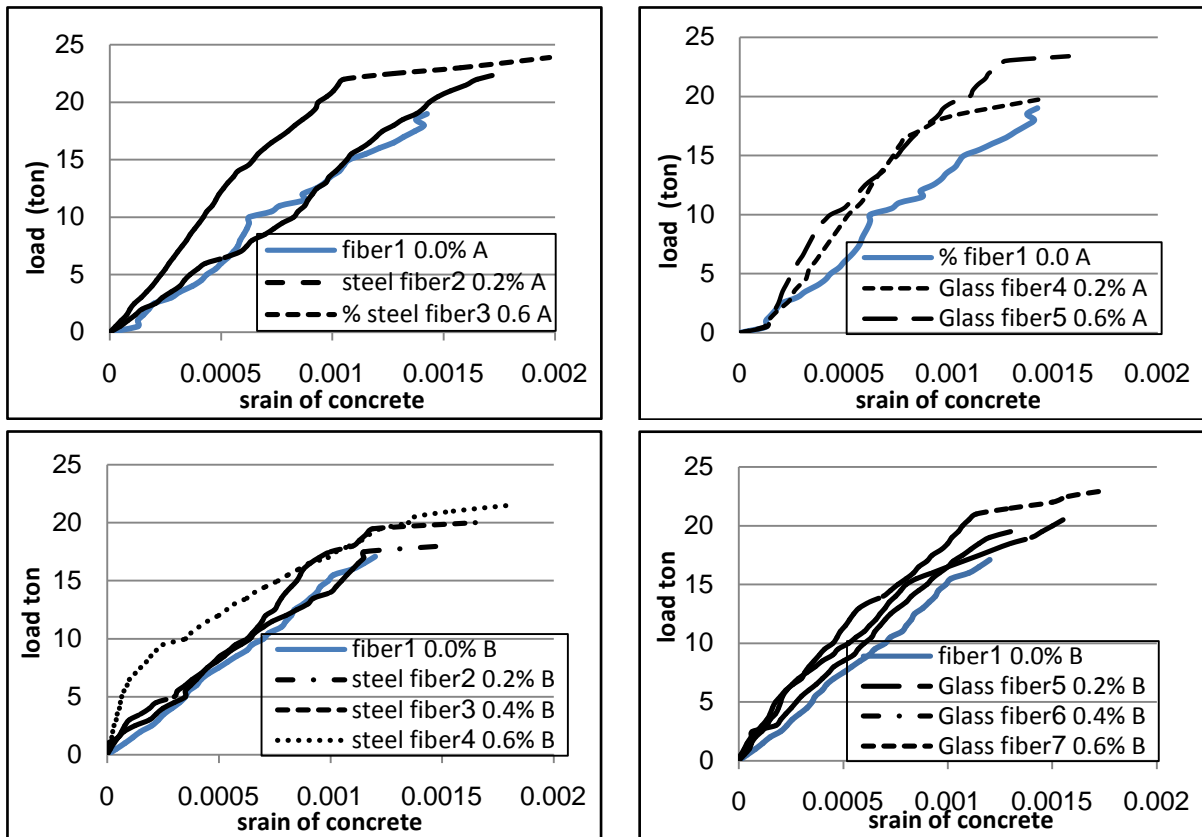 25
20
15
10
5
0
load  (ton)
fiber1 0.0% A
steel fiber2 0.2% A
% steel fiber3 0.6 A
0 0.0005 0.001 0.0015 0.002
srain of concrete
25
20
15
10
5
0
load  (ton)
% fiber1 0.0 A
Glass fiber4 0.2% A
Glass fiber5 0.6% A
0 0.0005 0.001 0.0015 0.002
srain of concrete
25
20
15
10
5
0
load ton
fiber1 0.0% B
steel fiber2 0.2% B
steel fiber3 0.4% B
steel fiber4 0.6% B
0 0.0005 0.001 0.0015 0.002
srain of concrete
25
20
15
10
5
0
load ton
fiber1 0.0% B
Glass fiber5 0.2% B
Glass fiber6 0.4% B
Glass fiber7 0.6% B
0 0.0005 0.001 0.0015 0.002
srain of concrete